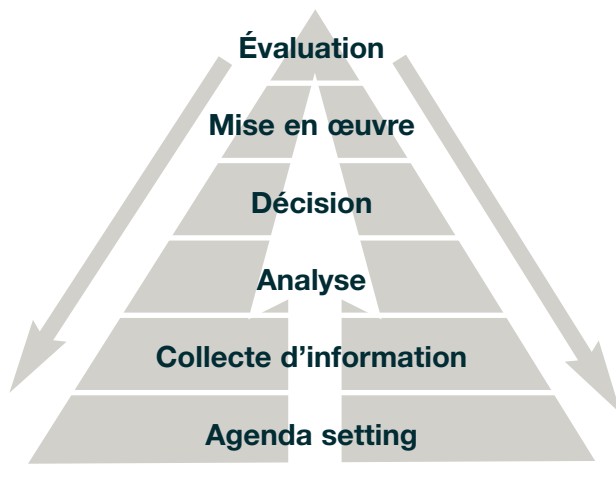 Évaluation
Mise en œuvre
Décision
Analyse
Collecte d’information
Agenda setting